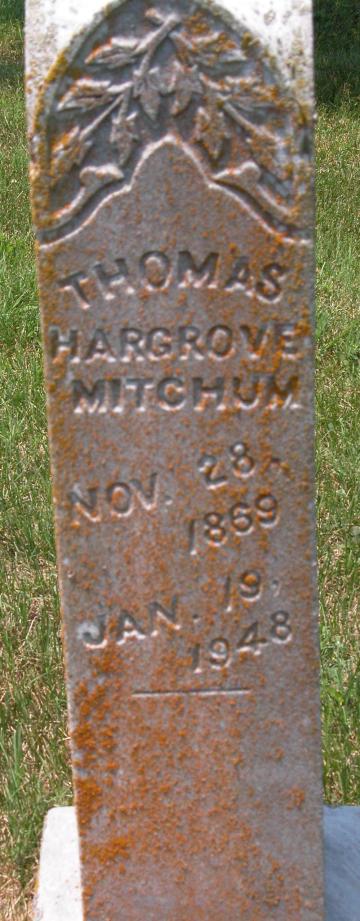 THOMAS
HARGROVE
MITCHUM
NOV. 28,
1869
JAN. 19,
1948